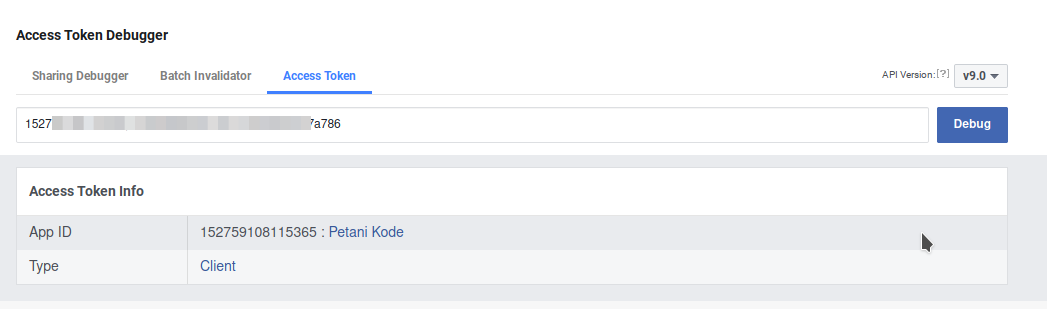 Access Token Debugger
Sharing Debugger Batch Invalidator Access Token API Version:[?] v9.0
1527 7a786 Debug
Access Token Info
App ID 152759108115365 : Petani Kode
Type Client